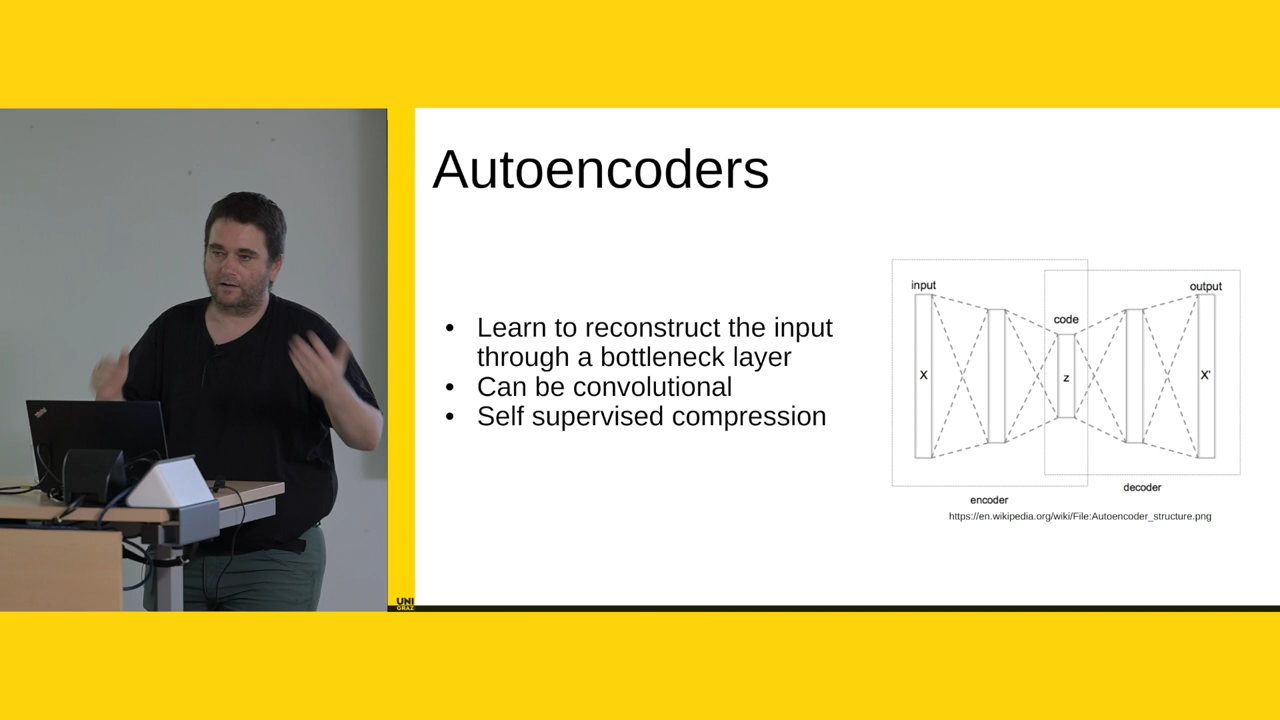 Autoencoders
• Learn to reconstruct the input
through a bottleneck layer
• Can be convolutional
• Self supervised compression
input
output
code
X
z
X'
encoder
decoder
https://en.wikipedia.org/wiki/File:Autoencoder_structure.png
UNI
GRAZ